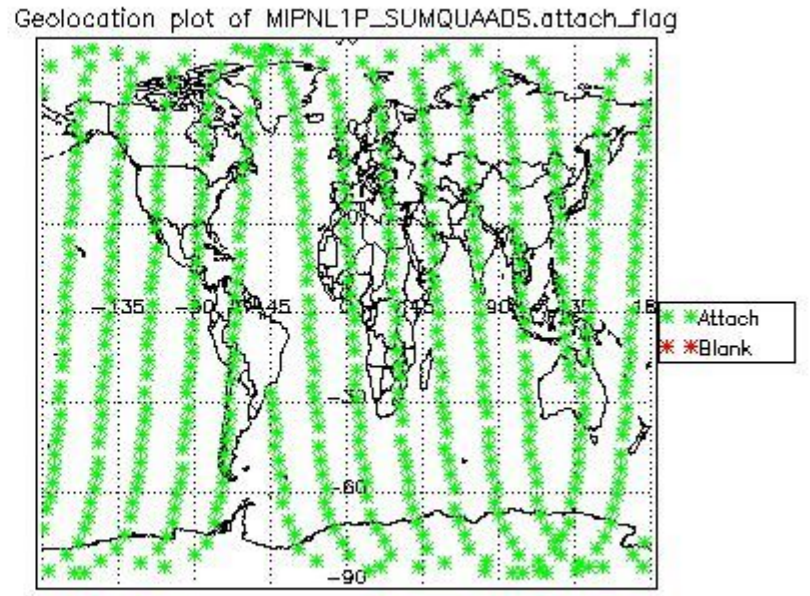 Geolocation plot of MIPNL1P_SUMQUAADS.attach_flag
-135 -90 -45 45 90 135 18
Attach
Blank
-30
-60
-90